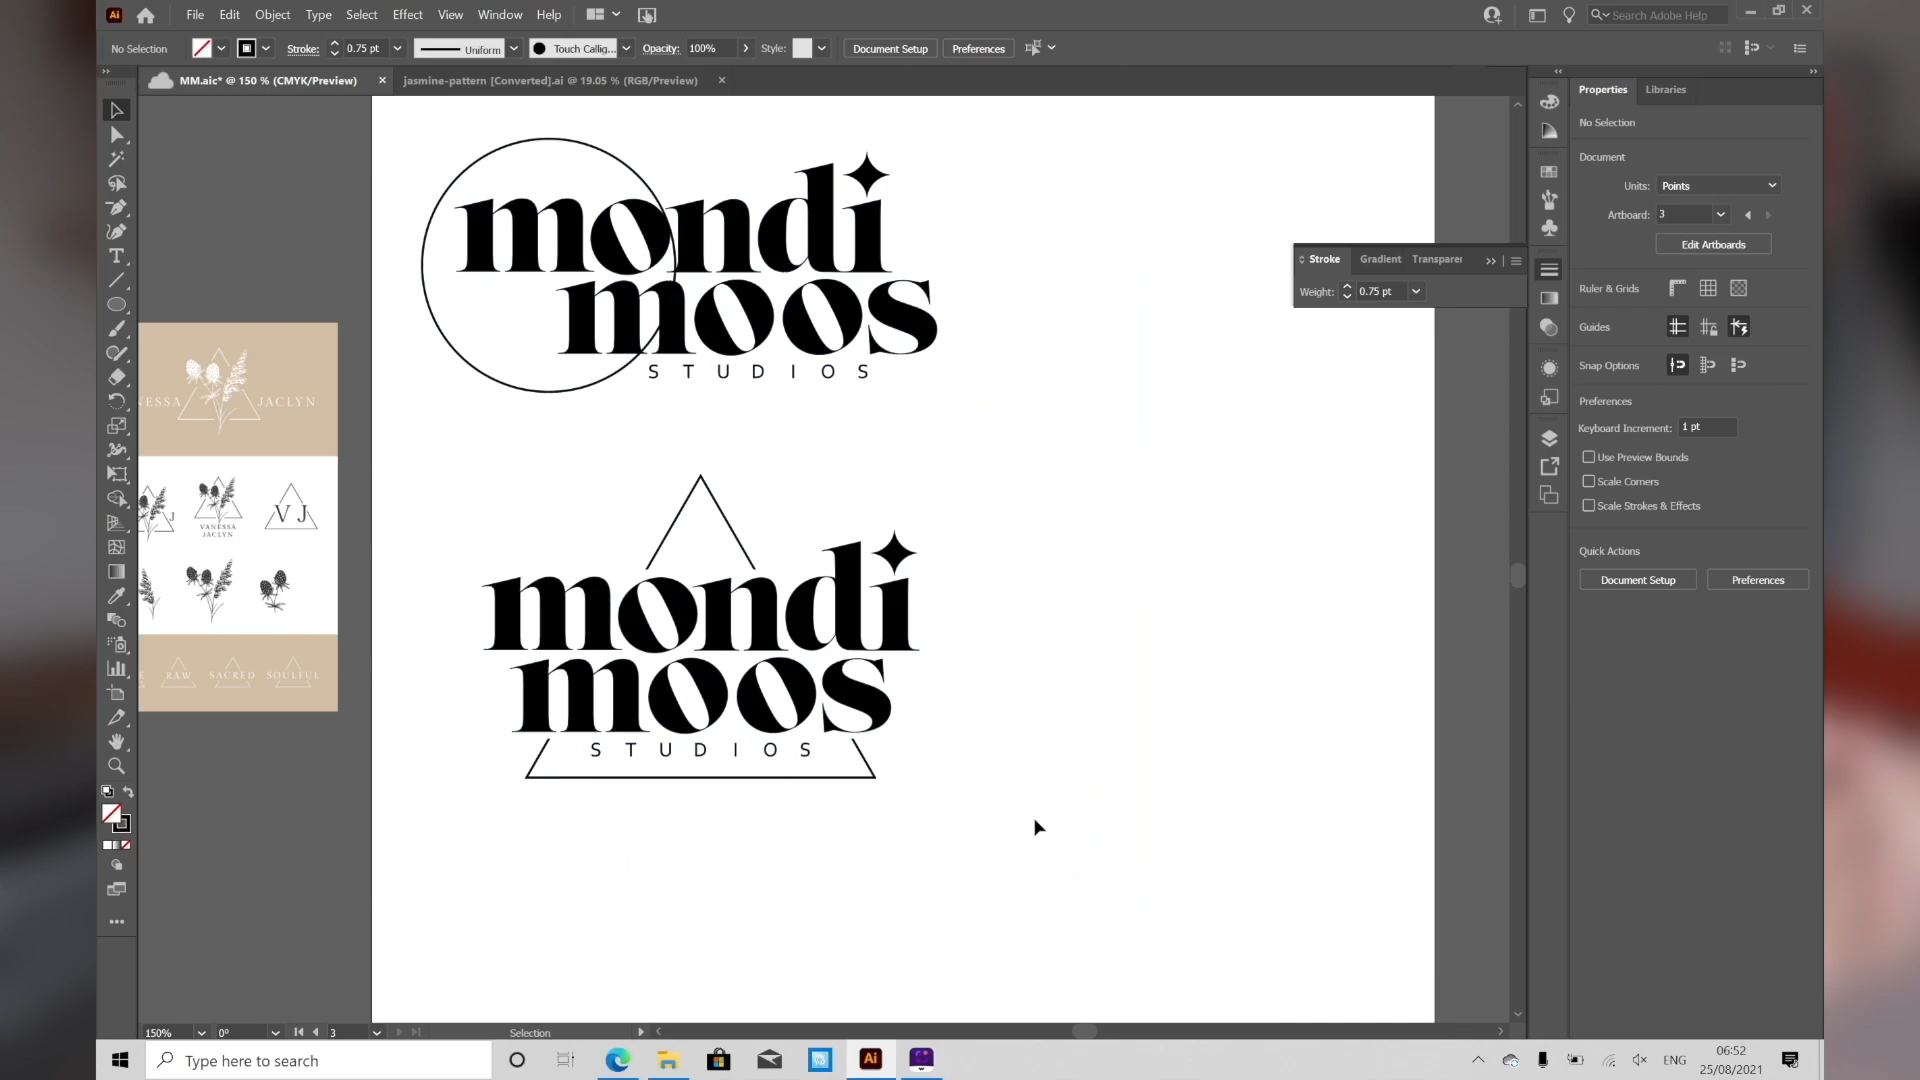 File Edit Object Type Select Effect View Window Help
Search Adobe Help
No Selection
Stroke: 0.75 pt
Uniform
Touch Callig...
Opacity: 100%
Style:
Document Setup
Preferences
MM.aic* @ 150 % (CMYK/Preview)
jasmine-pattern [Converted].ai @ 19.05 % (RGB/Preview)
Properties Libraries
No Selection
Document
Units: Points
Artboard: 3
Edit Artboards
Ruler & Grids
Guides
Snap Options
Preferences
Keyboard Increment: 1 pt
Use Preview Bounds
Scale Corners
Scale Strokes & Effects
Quick Actions
Document Setup Preferences
Stroke Gradient Transparer
Weight: 0.75 pt
mondi
moos
STUDIOS
mondi
moos
STUDIOS
JACLYN
VJ
VANESSA
JACLYN
RAW SACRED SOULFUL
150% 0° 3 Selection
Type here to search
Ai
ENG
06:52
25/08/2021